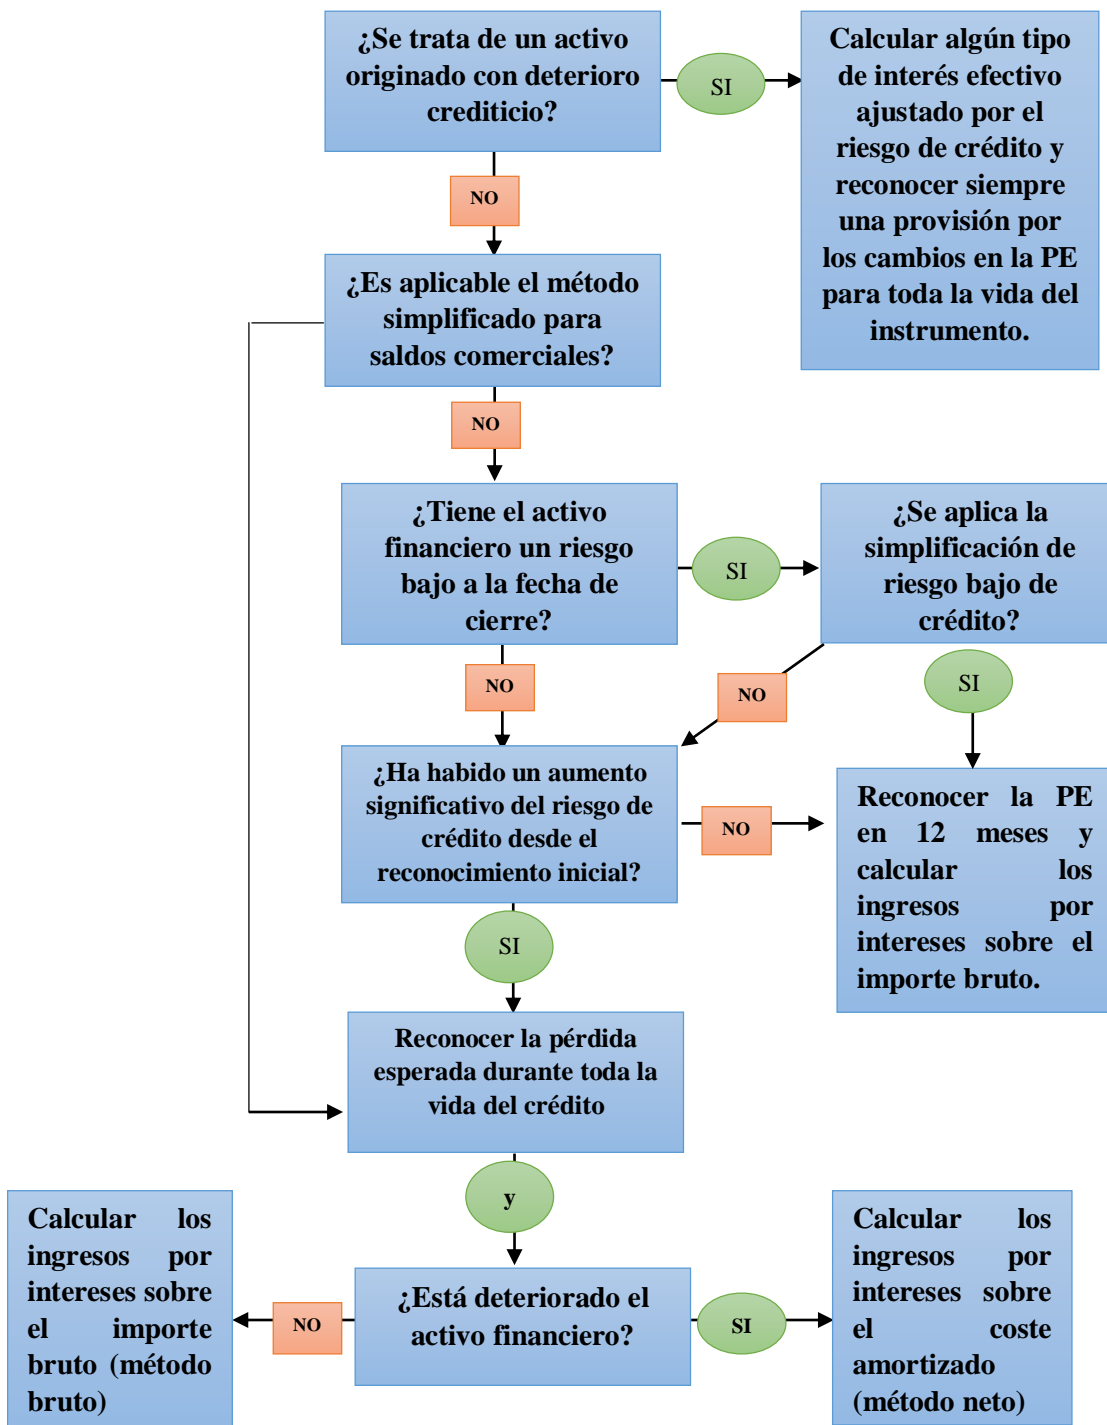 ¿Se trata de un activo
originado con deterioro
crediticio?
SI
Calcular algún tipo
de interés efectivo
ajustado por el
riesgo de crédito y
reconocer siempre
una provisión por
los cambios en la PE
para toda la vida del
instrumento.
NO
¿Es aplicable el método
simplificado para
saldos comerciales?
NO
¿Tiene el activo
financiero un riesgo
bajo a la fecha de
cierre?
SI
¿Se aplica la
simplificación de
riesgo bajo de
crédito?
NO
NO
SI
¿Ha habido un aumento
significativo del riesgo de
crédito desde el
reconocimiento inicial?
NO
Reconocer la PE
en 12 meses y
calcular los
ingresos por
intereses sobre el
importe bruto.
SI
Reconocer la pérdida
esperada durante toda la
vida del crédito
y
Calcular los
ingresos por
intereses sobre
el importe
bruto (método
bruto)
NO
¿Está deteriorado el
activo financiero?
SI
Calcular los
ingresos por
intereses sobre
el coste
amortizado
(método neto)